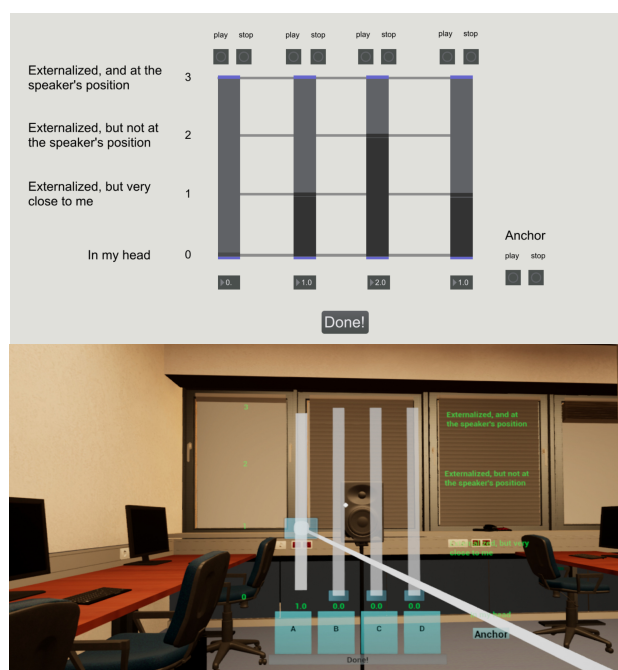 play stop play stop play stop play stop
Externalized, and at the
speaker's position
3
Externalized, but not at
the speaker's position
2
Externalized, but very
close to me
1
In my head
0
Anchor
play stop
0. 1.0 2.0 1.0
Done!
3
Externalized, and at
the speaker's position
2
Externalized, but not at
the speaker's position
but very
close to me
0
1.0 0.0 0.0 0.0
head
A B C D
Anchor
Done!